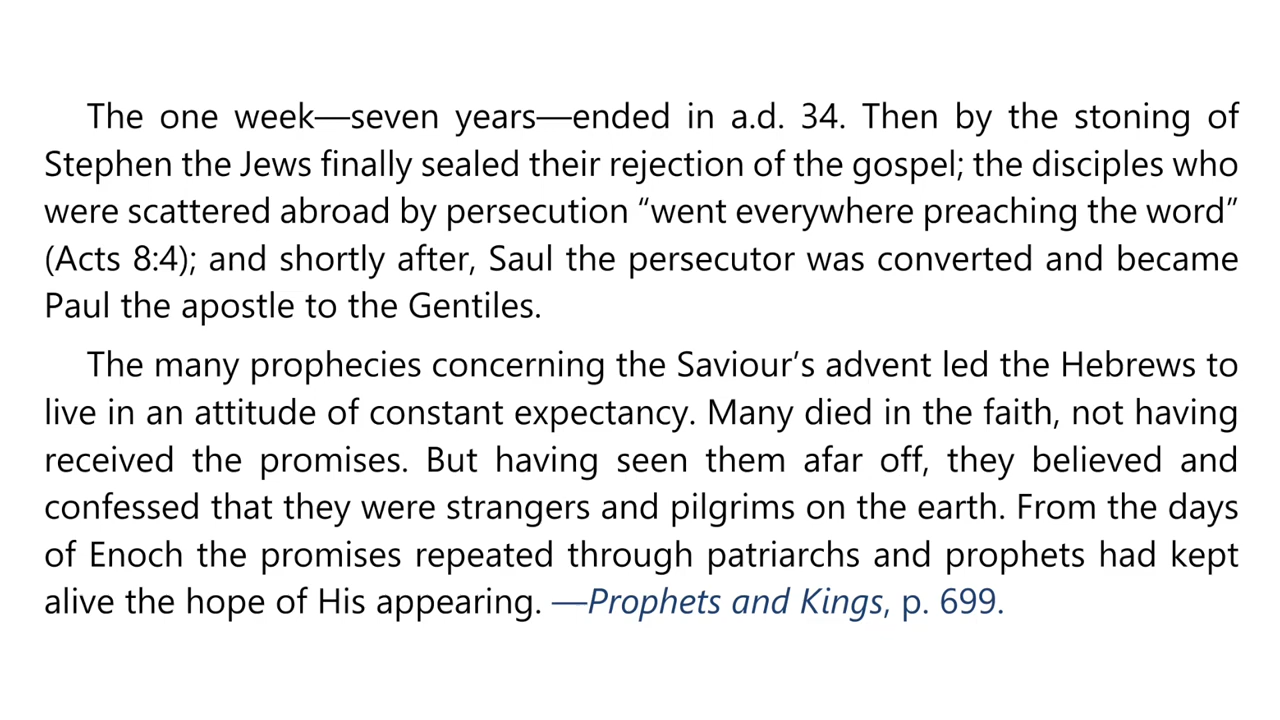 The one week—seven years—ended in a.d. 34. Then by the stoning of
Stephen the Jews finally sealed their rejection of the gospel; the disciples who
were scattered abroad by persecution “went everywhere preaching the word”
(Acts 8:4); and shortly after, Saul the persecutor was converted and became
Paul the apostle to the Gentiles.
The many prophecies concerning the Saviour’s advent led the Hebrews to
live in an attitude of constant expectancy. Many died in the faith, not having
received the promises. But having seen them afar off, they believed and
confessed that they were strangers and pilgrims on the earth. From the days
of Enoch the promises repeated through patriarchs and prophets had kept
alive the hope of His appearing. —Prophets and Kings, p. 699.